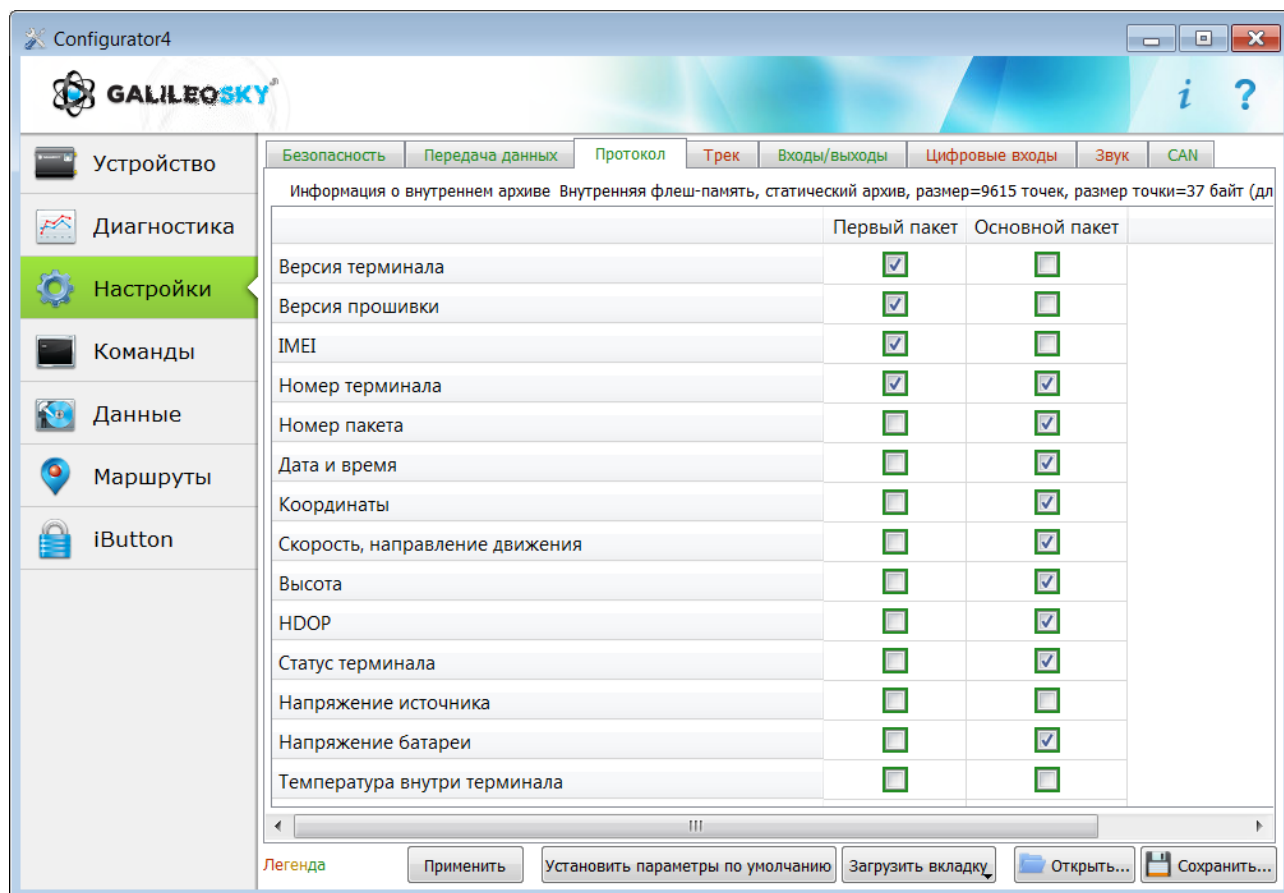 Configurator4
GALILEOSKY
i ?
Устройство
Диагностика
Настройки
Команды
Данные
Маршруты
iButton
Безопасность Передача данных Протокол Трек Входы/выходы Цифровые входы Звук CAN
Информация о внутреннем архиве Внутренняя флеш-память, статический архив, размер=9615 точек, размер точки=37 байт (дл
Первый пакет Основной пакет
Версия терминала
Версия прошивки
IMEI
Номер терминала
Номер пакета
Дата и время
Координаты
Скорость, направление движения
Высота
HDOP
Статус терминала
Напряжение источника
Напряжение батареи
Температура внутри терминала
Легенда Применить Установить параметры по умолчанию Загрузить вкладку Открыть... Сохранить...